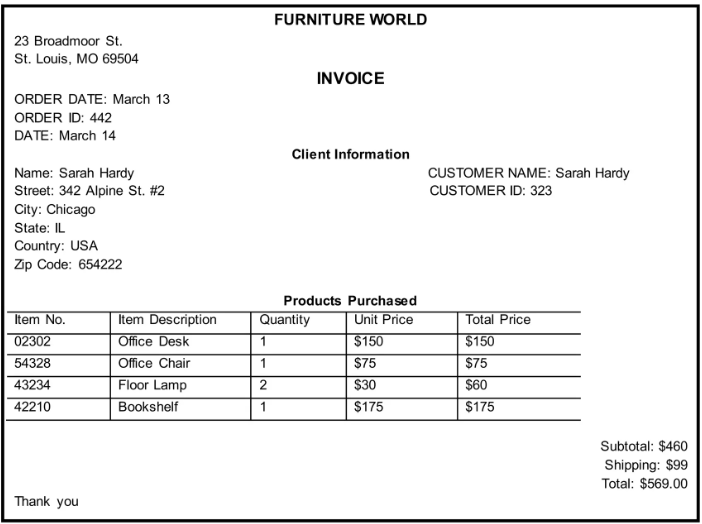 FURNITURE WORLD
23 Broadmoor St.
St. Louis, MO 69504
INVOICE
ORDER DATE: March 13
ORDER ID: 442
DATE: March 14
Client Information
Name: Sarah Hardy CUSTOMER NAME: Sarah Hardy
Street: 342 Alpine St. #2 CUSTOMER ID: 323
City: Chicago
State: IL
Country: USA
Zip Code: 654222
Products Purchased
Item No. Item Description Quantity Unit Price Total Price
02302 Office Desk 1 $150 $150
54328 Office Chair 1 $75 $75
43234 Floor Lamp 2 $30 $60
42210 Bookshelf 1 $175 $175
Subtotal: $460
Shipping: $99
Total: $569.00
Thank you